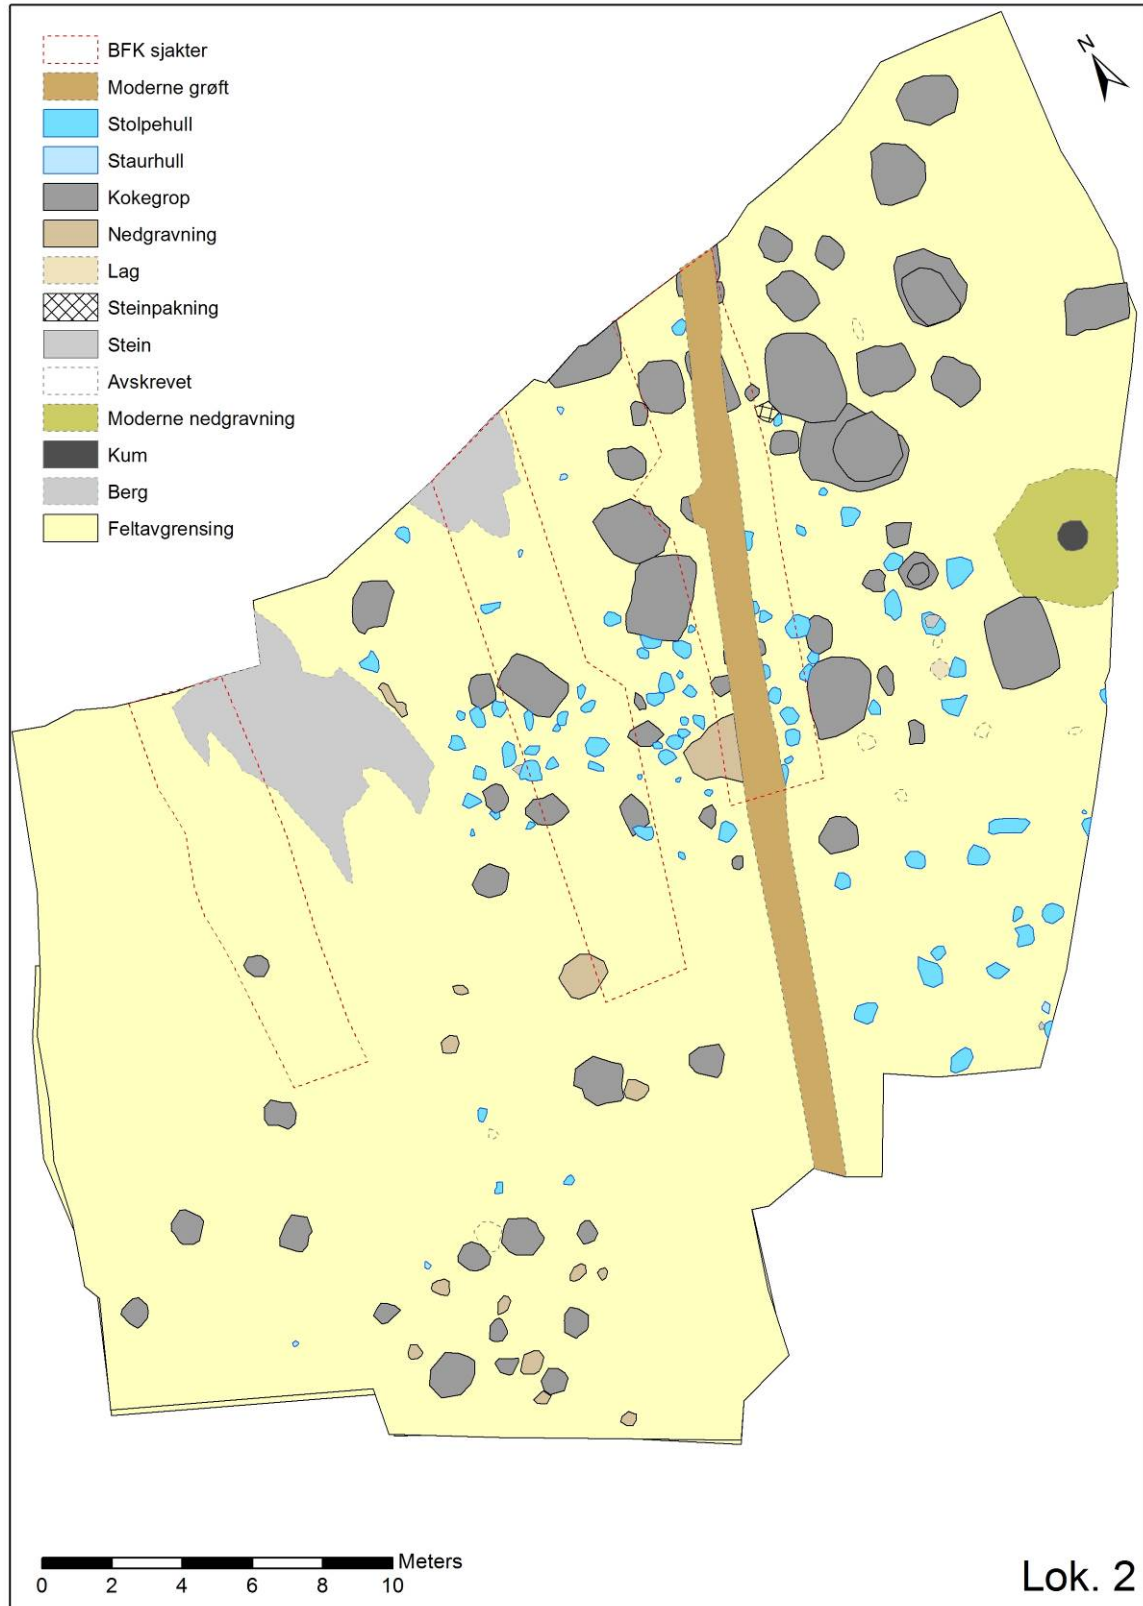 BFK sjakter
Moderne grøft
Stolpehull
Staurhull
Kokegrop
Nedgravning
Lag
Steinpakning
Stein
Avskrevet
Moderne nedgravning
Kum
Berg
Feltavgrensing
N
Meters
0 2 4 6 8 10
Lok. 2